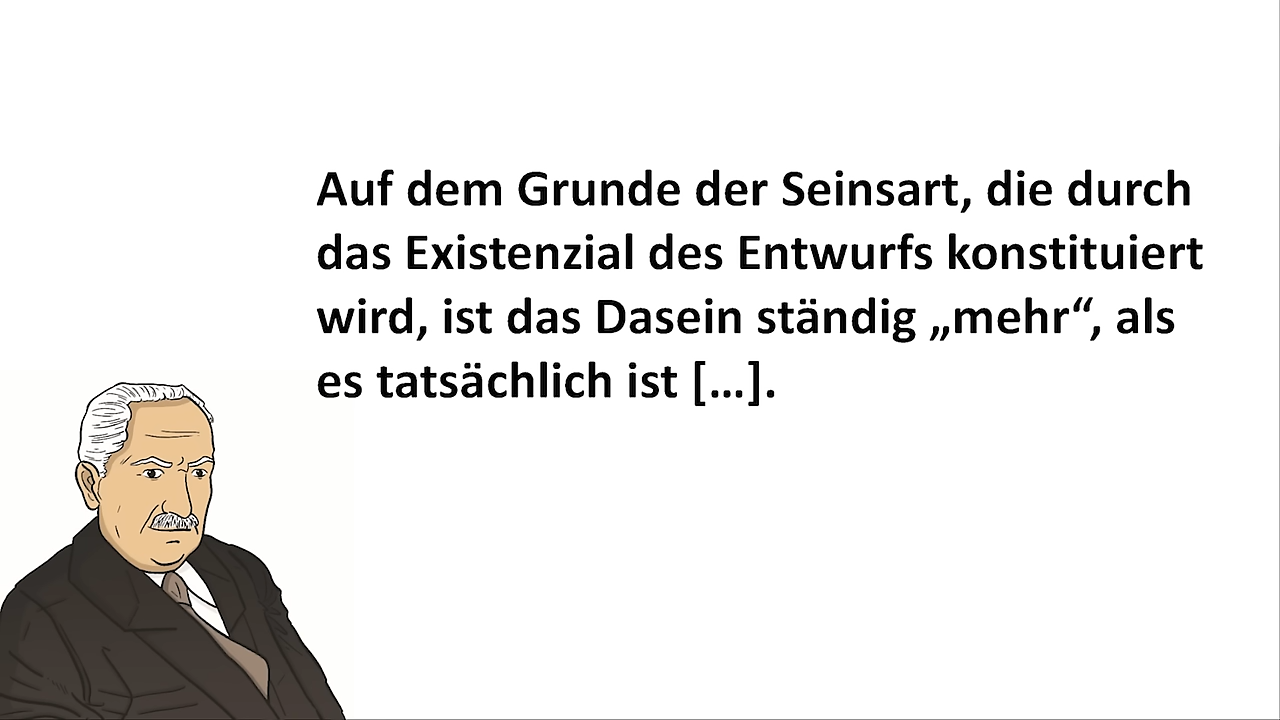 Auf dem Grunde der Seinsart, die durch
das Existenzial des Entwurfs konstituiert
wird, ist das Dasein ständig „mehr“, als
es tatsächlich ist […].